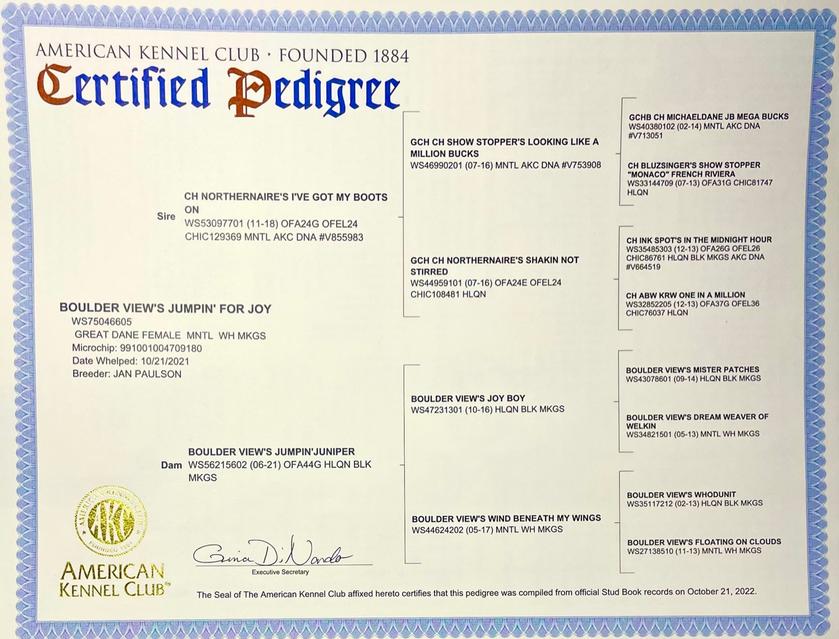 AMERICAN KENNEL CLUB · FOUNDED 1884
Certified Pedigree
BOULDER VIEW'S JUMPIN' FOR JOY
WS75046605
GREAT DANE FEMALE MNTL WH MKGS
Microchip: 991001004709180
Date Whelped: 10/21/2021
Breeder: JAN PAULSON
Sire
CH NORTHERNAIRE'S I'VE GOT MY BOOTS
ON
WS53097701 (11-18) OFA24G OFEL24
CHIC129369 MNTL AKC DNA #V855983
Dam
BOULDER VIEW'S JUMPIN'JUNIPER
WS56215602 (06-21) OFA44G HLQN BLK
MKGS
GCH CH SHOW STOPPER'S LOOKING LIKE A
MILLION BUCKS
WS46990201 (07-16) MNTL AKC DNA #V753908
GCH CH NORTHERNAIRE'S SHAKIN NOT
STIRRED
WS44959101 (07-16) OFA24E OFEL24
CHIC108481 HLQN
BOULDER VIEW'S JOY BOY
WS47231301 (10-16) HLQN BLK MKGS
BOULDER VIEW'S WIND BENEATH MY WINGS
WS44624202 (05-17) MNTL WH MKGS
GCHB CH MICHAELDANE JB MEGA BUCKS
WS40380102 (02-14) MNTL AKC DNA
#V713051
CH BLUZSINGER'S SHOW STOPPER
"MONACO" FRENCH RIVIERA
WS33144709 (07-13) OFA31G CHIC81747
HLQN
CH INK SPOT'S IN THE MIDNIGHT HOUR
WS35485303 (12-13) OFA26G OFEL26
CHIC86761 HLQN BLK MKGS AKC DNA
#V664519
CH ABW KRW ONE IN A MILLION
WS32852205 (12-13) OFA37G OFEL36
CHIC76037 HLQN
BOULDER VIEW'S MISTER PATCHES
WS43078601 (09-14) HLQN BLK MKGS
BOULDER VIEW'S DREAM WEAVER OF
WELKIN
WS34821501 (05-13) MNTL WH MKGS
BOULDER VIEW'S WHODUNIT
WS35117212 (02-13) HLQN BLK MKGS
BOULDER VIEW'S FLOATING ON CLOUDS
WS27138510 (11-13) MNTL WH MKGS
AKC
AMERICAN
KENNEL CLUB
Gina DiNardo
Executive Secretary
The Seal of The American Kennel Club affixed hereto certifies that this pedigree was compiled from official Stud Book records on October 21, 2022.